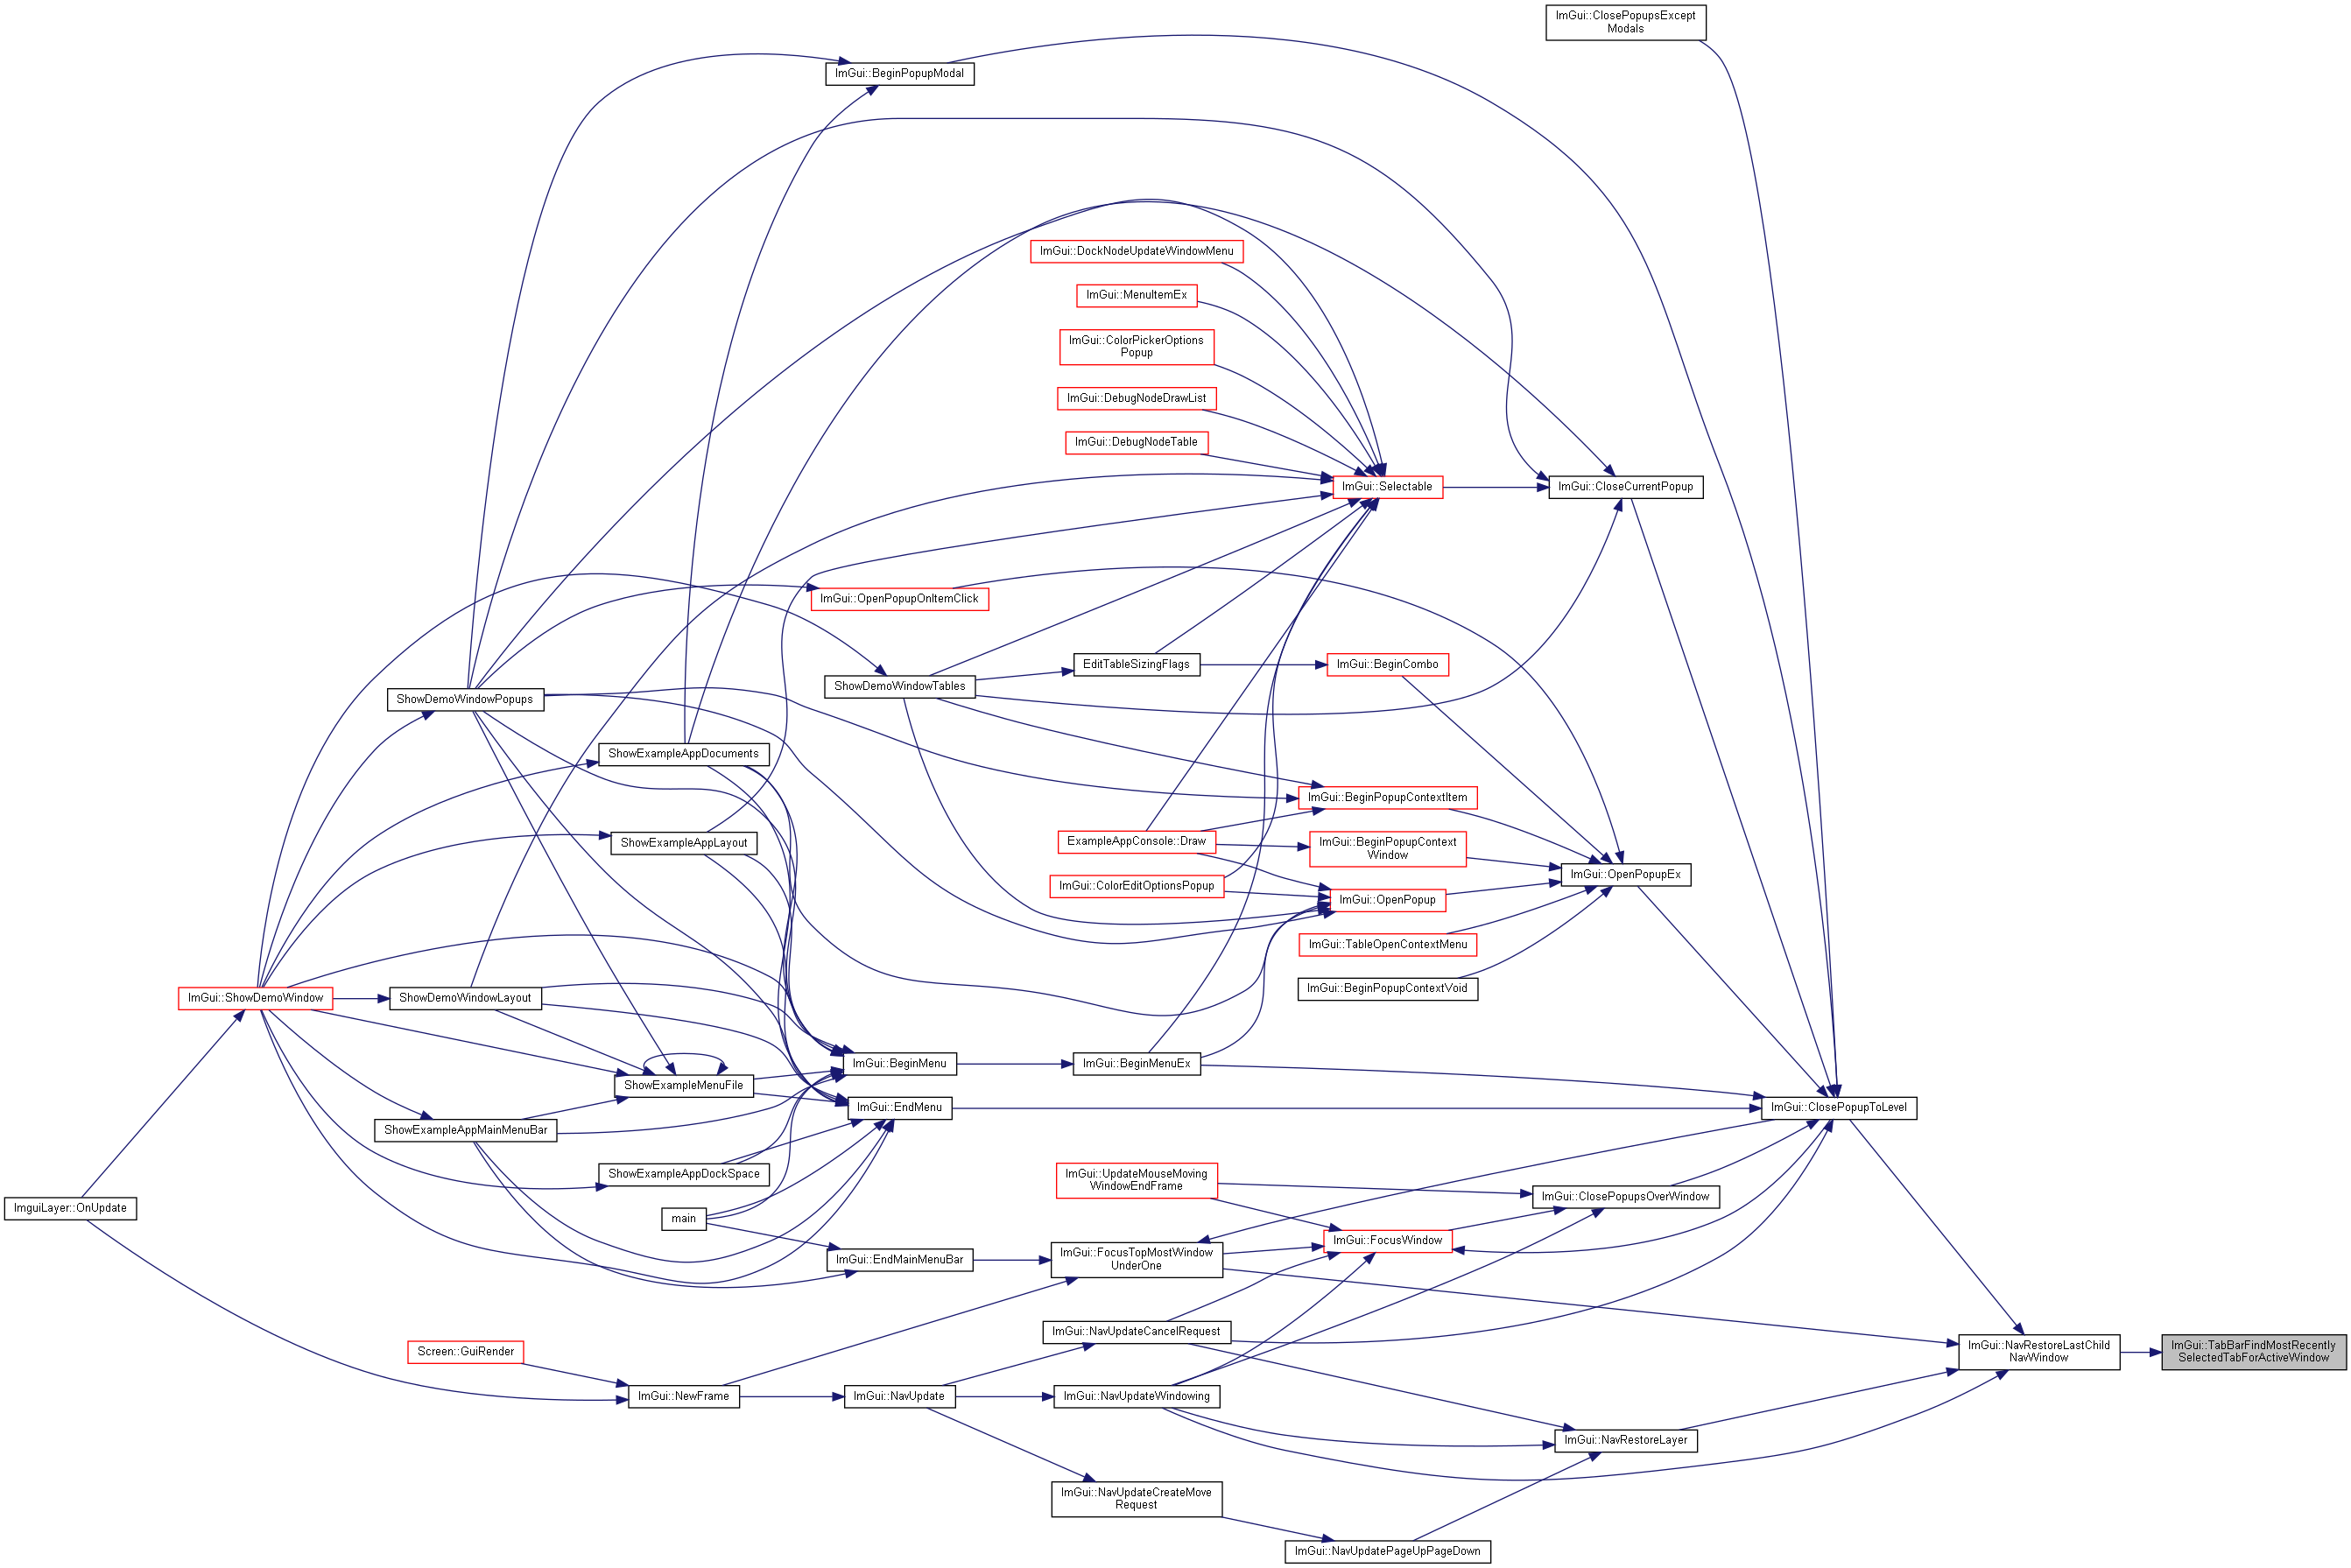 ImGui::ClosePopupsExcept
Modals
ImGui::BeginPopupModal
ImGui::DockNodeUpdateWindowMenu
ImGui::MenuItemEx
ImGui::ColorPickerOptions
Popup
ImGui::DebugNodeDrawList
ImGui::DebugNodeTable
ImGui::Selectable
ImGui::CloseCurrentPopup
ImGui::OpenPopupOnItemClick
EditTableSizingFlags
ImGui::BeginCombo
ShowDemoWindowTables
ShowDemoWindowPopups
ShowExampleAppDocuments
ImGui::BeginPopupContextItem
ShowExampleAppLayout
ExampleAppConsole::Draw
ImGui::BeginPopupContext
Window
ImGui::OpenPopupEx
ImGui::ColorEditOptionsPopup
ImGui::OpenPopup
ImGui::TableOpenContextMenu
ImGui::BeginPopupContextVoid
ImGui::ShowDemoWindow
ShowDemoWindowLayout
ImGui::BeginMenu
ImGui::BeginMenuEx
ShowExampleMenuFile
ImGui::EndMenu
ImGui::ClosePopupToLevel
ShowExampleAppMainMenuBar
ShowExampleAppDockSpace
ImGui::UpdateMouseMoving
WindowEndFrame
ImGui::ClosePopupsOverWindow
ImguiLayer::OnUpdate
main
ImGui::FocusWindow
ImGui::EndMainMenuBar
ImGui::FocusTopMostWindow
UnderOne
ImGui::NavUpdateCancelRequest
Screen::GuiRender
ImGui::NavRestoreLastChild
NavWindow
ImGui::TabBarFindMostRecently
SelectedTabForActiveWindow
ImGui::NewFrame
ImGui::NavUpdate
ImGui::NavUpdateWindowing
ImGui::NavRestoreLayer
ImGui::NavUpdateCreateMove
Request
ImGui::NavUpdatePageUpPageDown